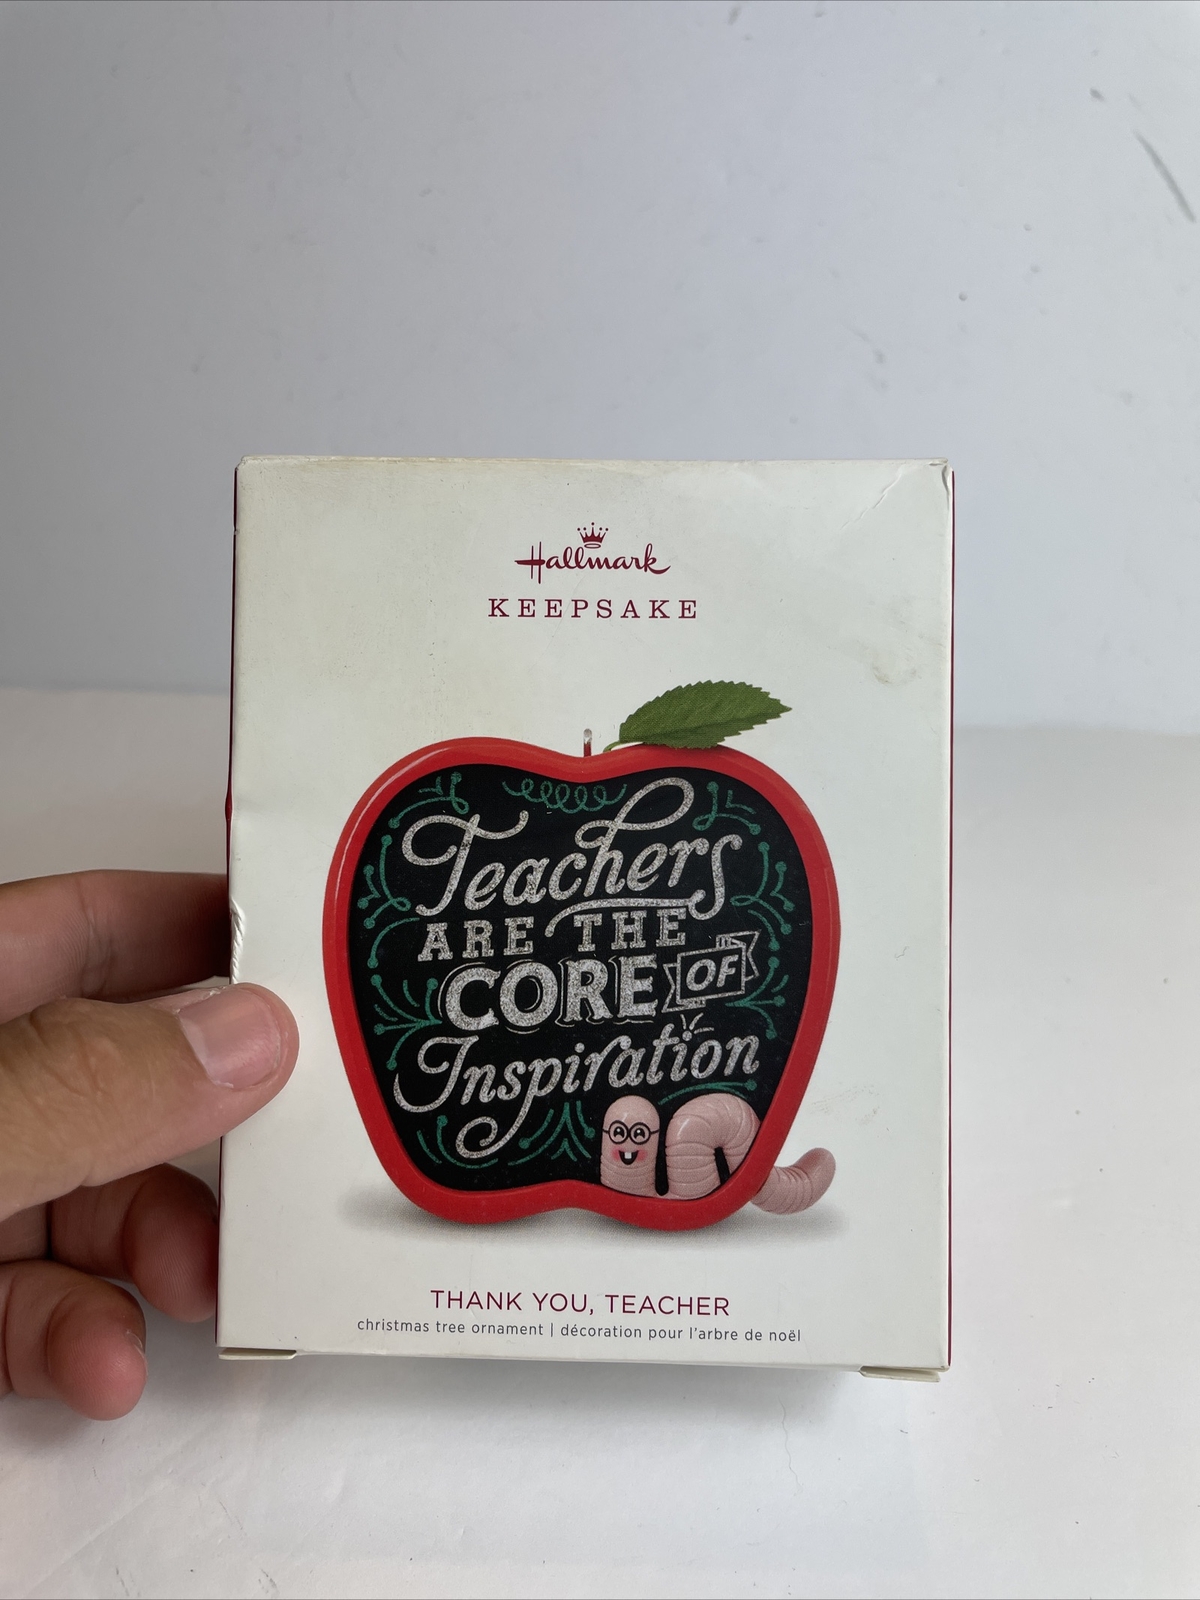 Hallmark
KEEPSAKE
Teachers
ARE THE
CORE OF
Inspiration
THANK YOU, TEACHER
christmas tree ornament | décoration pour l'arbre de noël